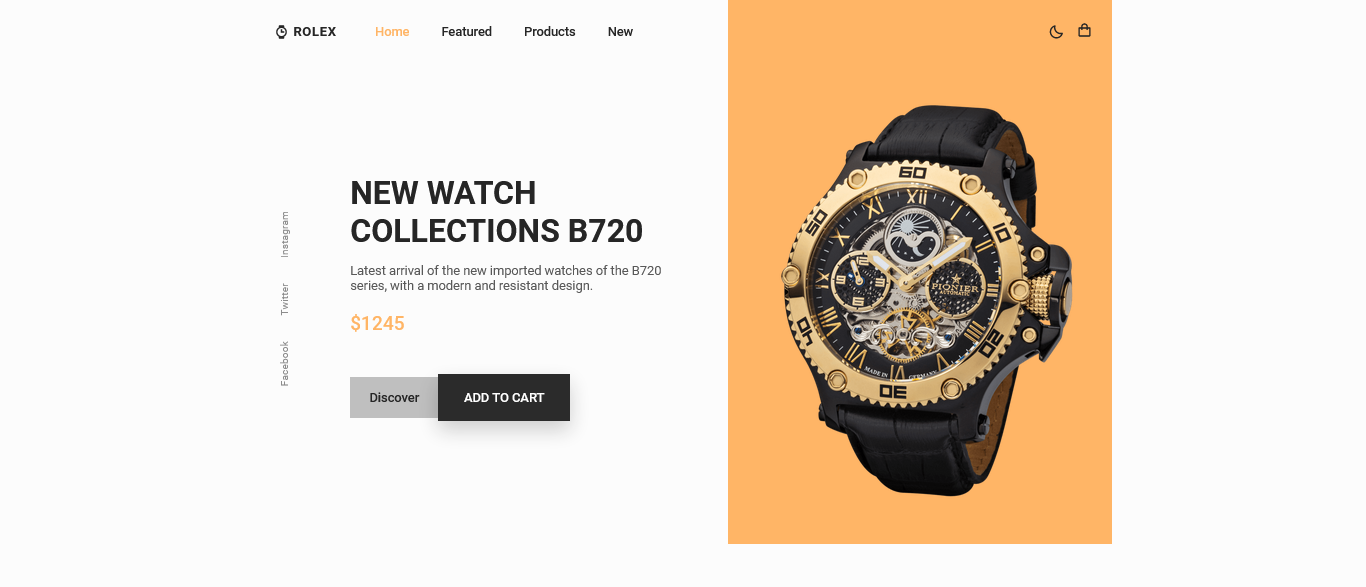 ROLEX
Home
Featured
Products
New
Instagram
Twitter
Facebook
NEW WATCH
COLLECTIONS B720
Latest arrival of the new imported watches of the B720
series, with a modern and resistant design.
$1245
Discover
ADD TO CART
60
XII
50
10
PIONIER
AUTOMATIC
40
20
MADE IN
GERMANY
30